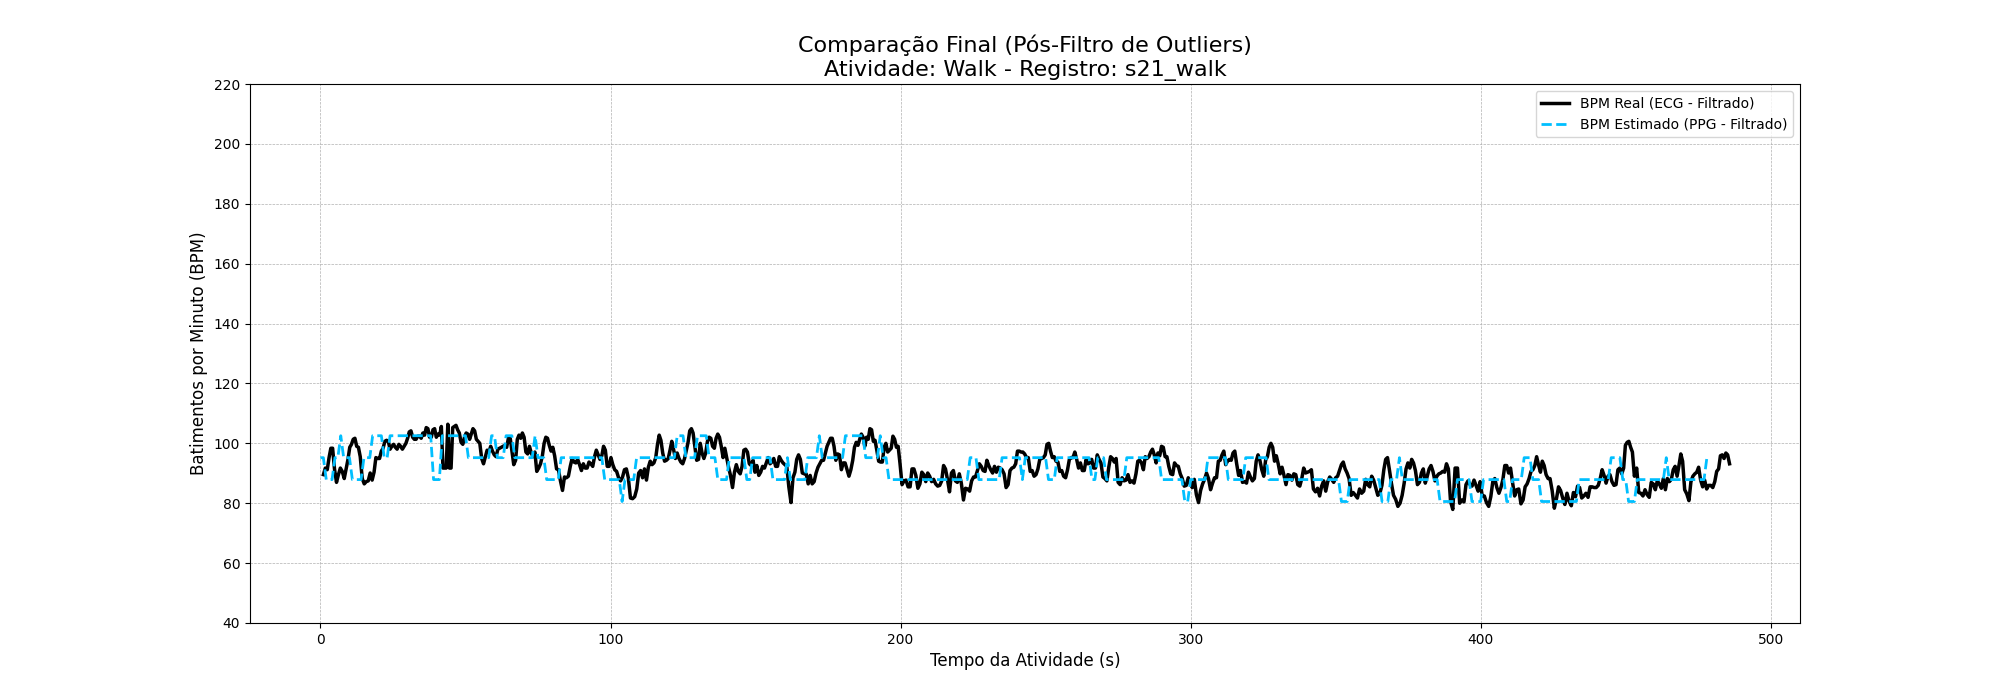 Comparação Final (Pós-Filtro de Outliers)
Atividade: Walk - Registro: s21_walk
BPM Real (ECG - Filtrado)
BPM Estimado (PPG - Filtrado)
Batimentos por Minuto (BPM)
220
200
180
160
140
120
100
80
60
40
0
100
200
300
400
500
Tempo da Atividade (s)